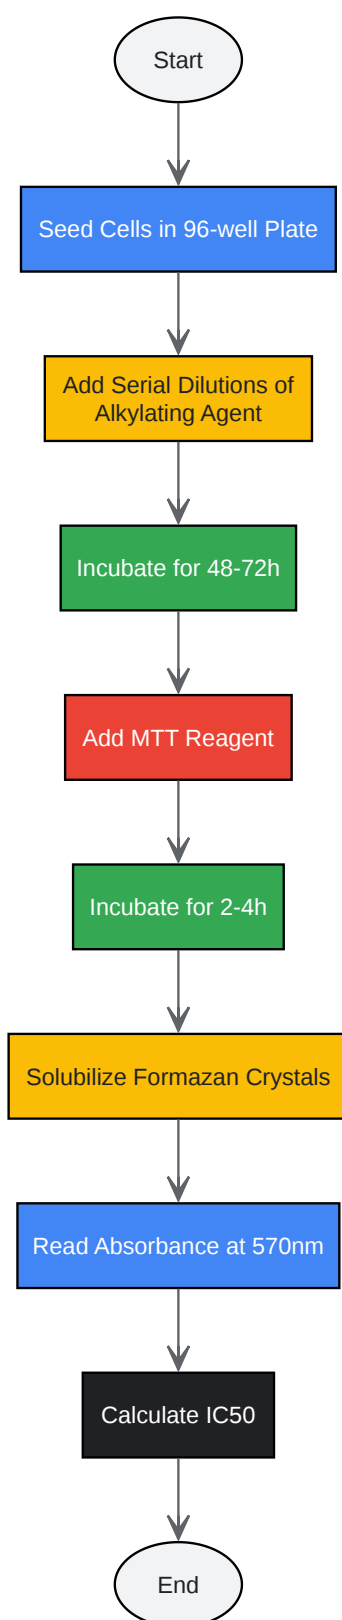 Start
Seed Cells in 96-well Plate
Add Serial Dilutions of
Alkylating Agent
Incubate for 48-72h
Add MTT Reagent
Incubate for 2-4h
Solubilize Formazan Crystals
Read Absorbance at 570nm
Calculate IC50
End